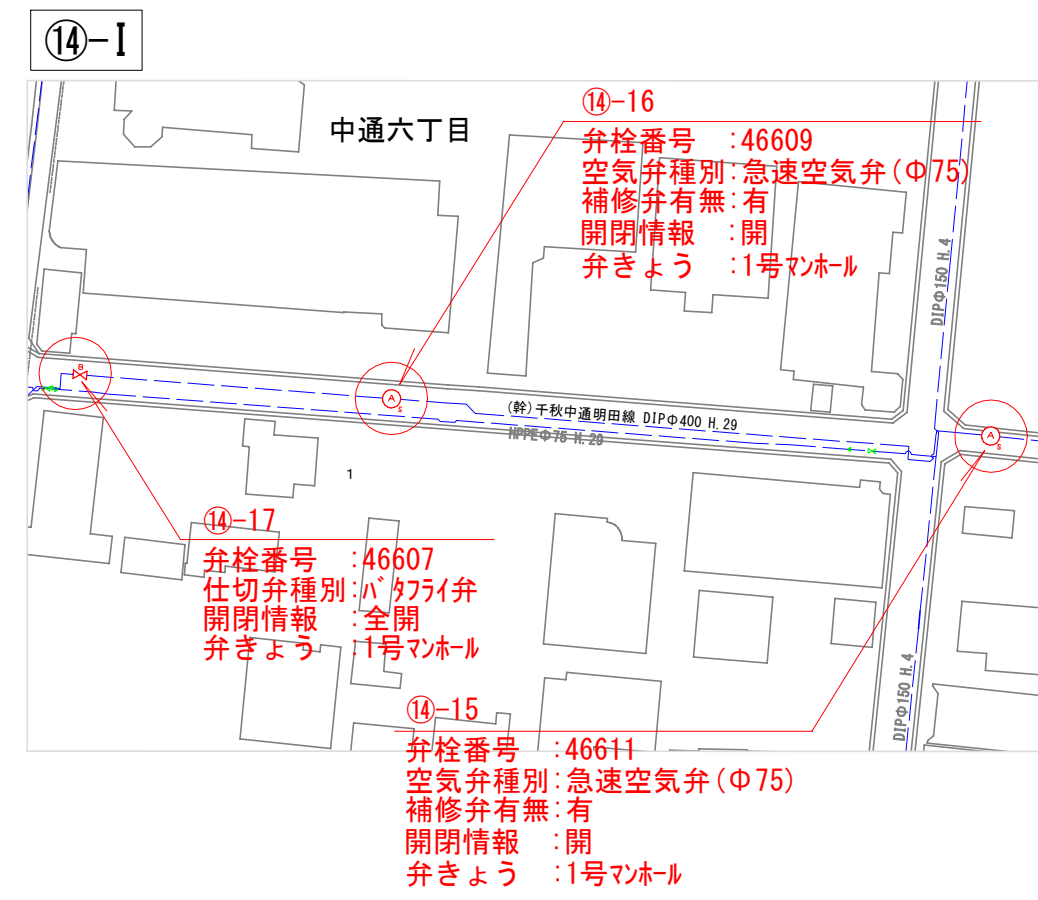 ⑭-Ⅰ
中通六丁目
⑭-16
弁栓番号　:46609
空気弁種別:急速空気弁(Φ75)
補修弁有無:有
開閉情報　:開
弁きょう　:1号ﾏﾝﾎｰﾙ
DIPΦ150 H.4
B
A
S
(幹)千秋中通明田線 DIPΦ400 H.29
HPPEΦ75 H.29
A
S
1
⑭-17
弁栓番号　:46607
仕切弁種別:ﾊﾞﾀﾌﾗｲ弁
開閉情報　:全開
弁きょう　:1号ﾏﾝﾎｰﾙ
DIPΦ150 H.4
⑭-15
弁栓番号　:46611
空気弁種別:急速空気弁(Φ75)
補修弁有無:有
開閉情報　:開
弁きょう　:1号ﾏﾝﾎｰﾙ